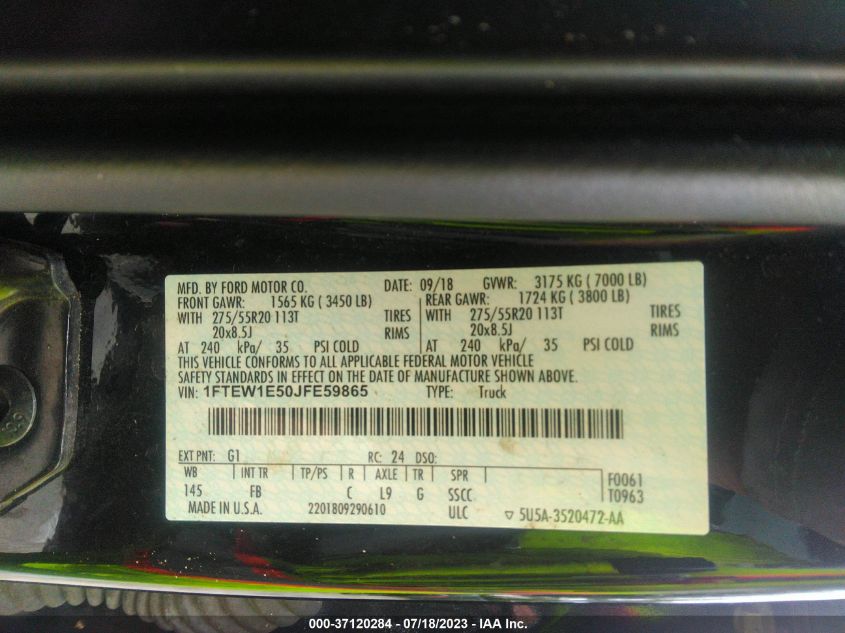 MFD. BY FORD MOTOR CO. DATE: 09/18 GVWR: 3175 KG ( 7000 LB)
FRONT GAWR: 1565 KG ( 3450 LB) REAR GAWR: 1724 KG ( 3800 LB)
WITH 275/55R20 113T TIRES WITH 275/55R20 113T TIRES
20x8.5J RIMS 20x8.5J RIMS
AT 240 kPa/ 35 PSI COLD AT 240 kPa/ 35 PSI COLD
THIS VEHICLE CONFORMS TO ALL APPLICABLE FEDERAL MOTOR VEHICLE
SAFETY STANDARDS IN EFFECT ON THE DATE OF MANUFACTURE SHOWN ABOVE.
VIN: 1FTEW1E50JFE59865 TYPE: Truck
EXT PNT: G1 RC: 24 DSO:
WB INT TR TP/PS R AXLE TR SPR F0061
145 FB C L9 G SSCC T0963
MADE IN U.S.A. 2201809290610 ULC ▽ 5U5A-3520472-AA
000-37120284 - 07/18/2023 - IAA Inc.